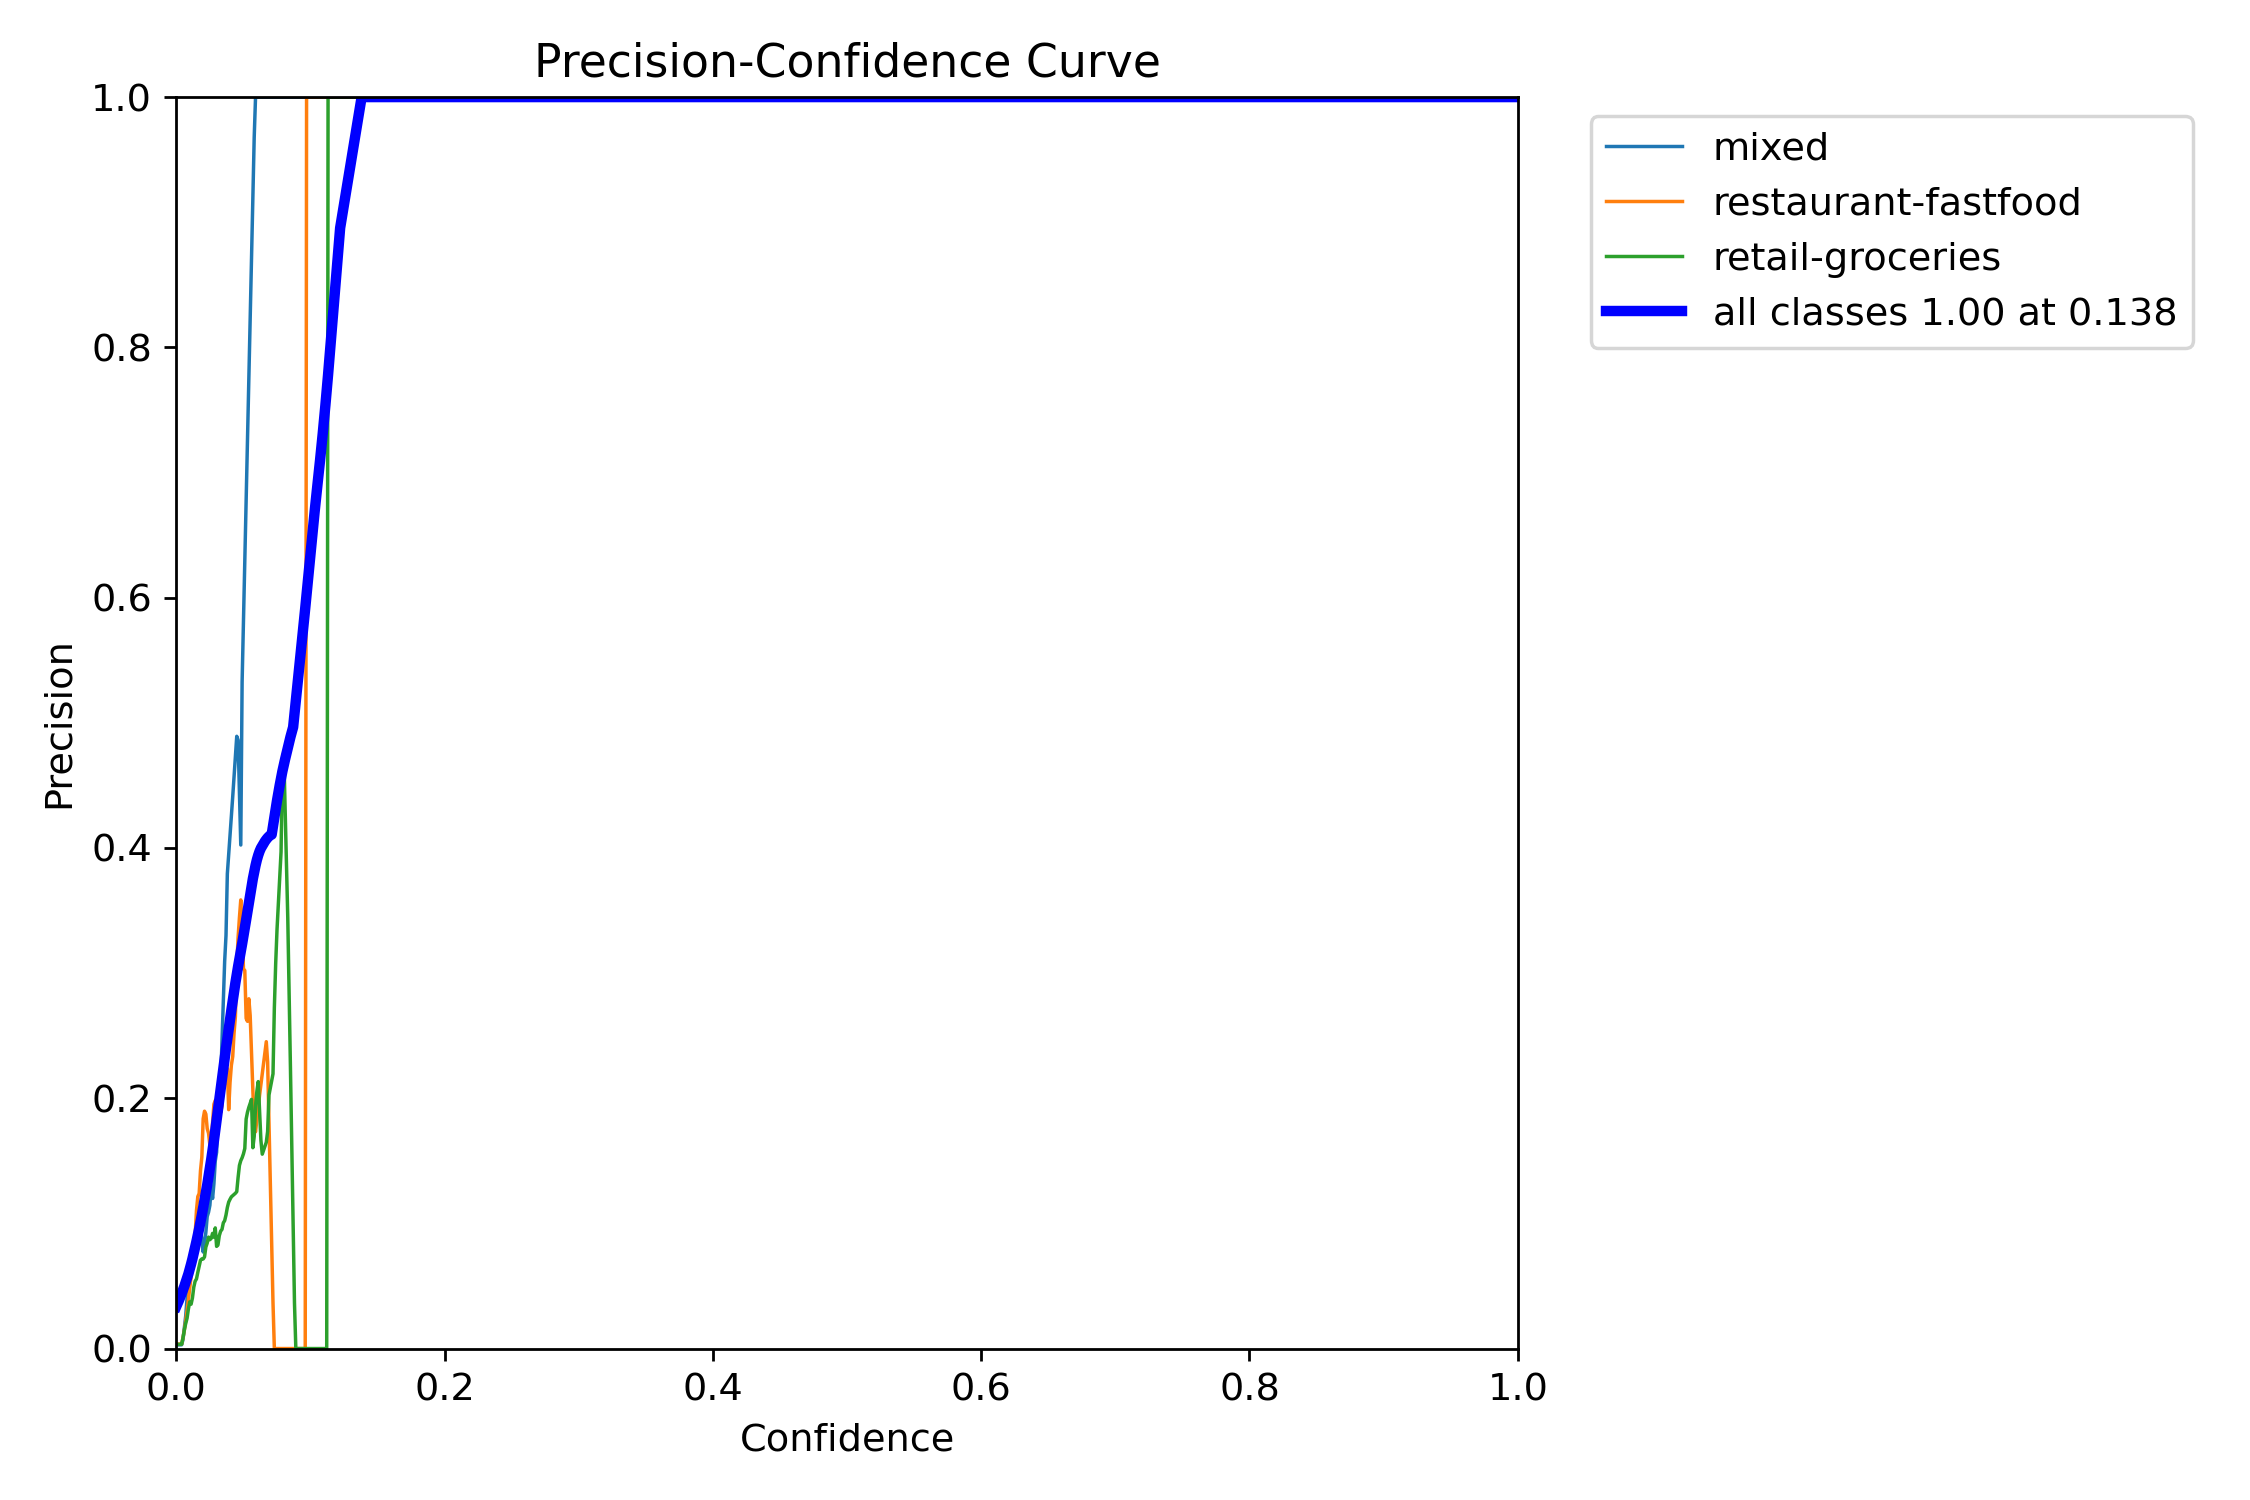 Precision-Confidence Curve
1.0
0.8
0.6
0.4
0.2
0.0
Precision
0.0 0.2 0.4 0.6 0.8 1.0
Confidence
mixed
restaurant-fastfood
retail-groceries
all classes 1.00 at 0.138